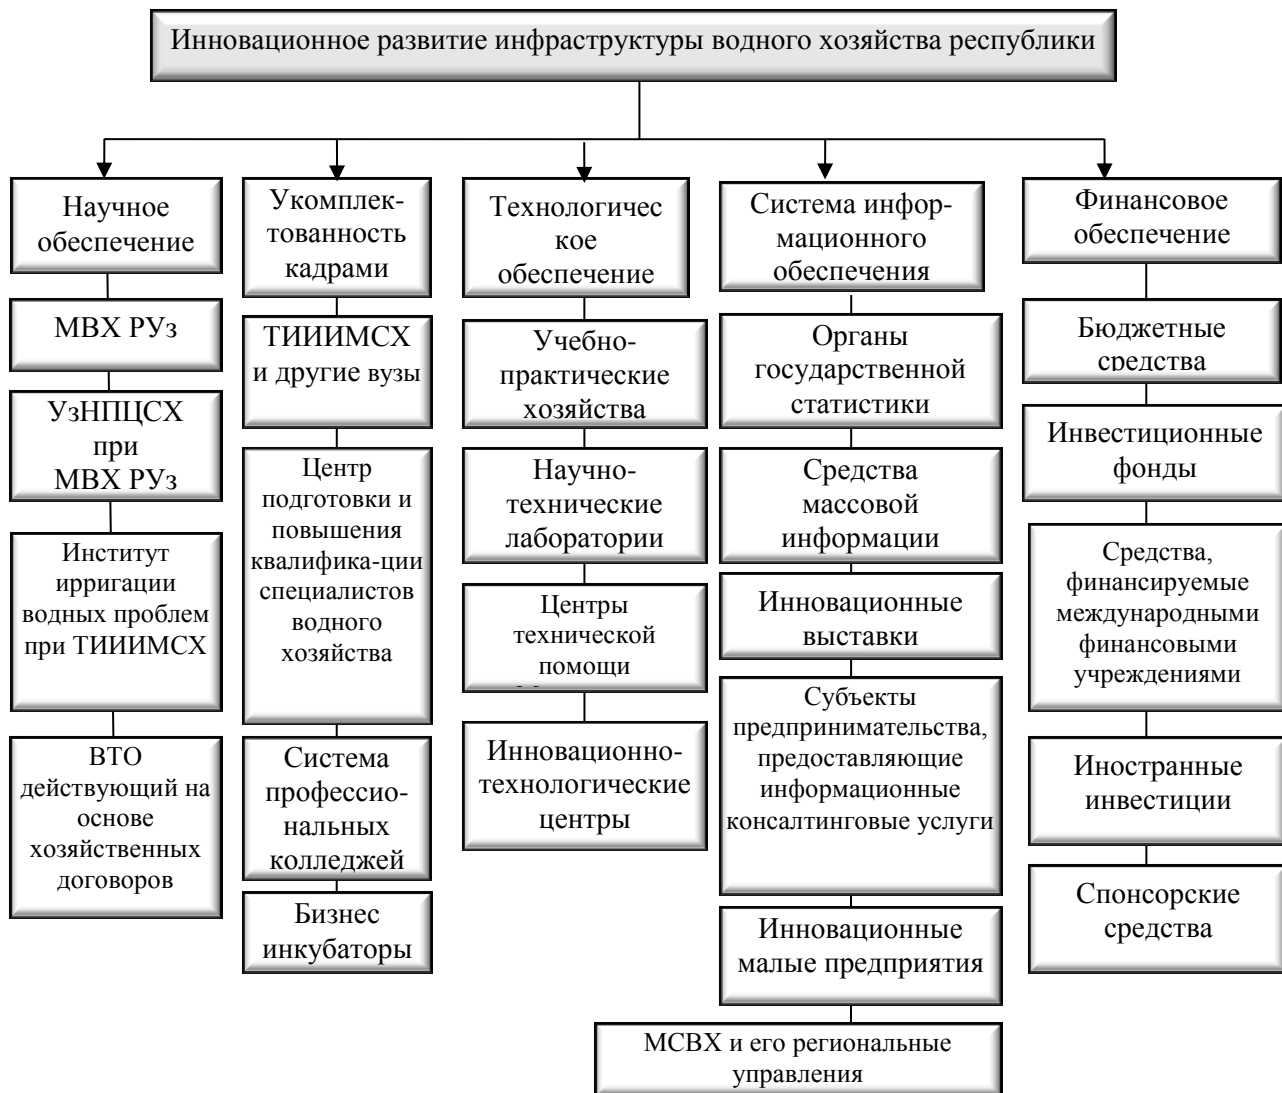 Инновационное развитие инфраструктуры водного хозяйства республики
Научное
обеспечение
МВХ РУз
УзНПЦСХ
при
МВХ РУз
Институт
ирригации
водных проблем
при ТИИИМСХ
ВТО
действующий на
основе
хозяйственных
договоров
Укомплек-
тованность
кадрами
ТИИИМСХ
и другие вузы
Центр
подготовки и
повышения
квалифика-ции
специалистов
водного
хозяйства
Система
профессио-
нальных
колледжей
Бизнес
инкубаторы
Технологичес
кое
обеспечение
Учебно-
практические
хозяйства
Научно-
технические
лаборатории
Центры
технической
помощи
Инновационно-
технологические
центры
Система инфор-
мационного
обеспечения
Органы
государственной
статистики
Средства
массовой
информации
Инновационные
выставки
Субъекты
предпринимательства,
предоставляющие
информационные
консалтинговые услуги
Инновационные
малые предприятия
МСВХ и его региональные
управления
Финансовое
обеспечение
Бюджетные
средства
Инвестиционные
фонды
Средства,
финансируемые
международными
финансовыми
учреждениями
Иностранные
инвестиции
Спонсорские
средства